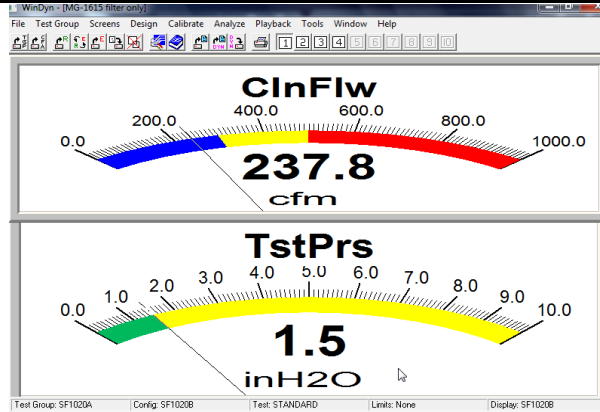 WinDyn - [MG-1615 filter only]
File Test Group Screens Design Calibrate Analyze Playback Tools Window Help
1 2 3 4 5 6 7 8 9 10
ClnFlw
0.0 200.0 400.0 600.0 800.0 1000.0
237.8
cfm
TstPrs
0.0 1.0 2.0 3.0 4.0 5.0 6.0 7.0 8.0 9.0 10.0
1.5
inH2O
Test Group: SF1020A Config: SF1020B Test: STANDARD Limits: None Display: SF1020B